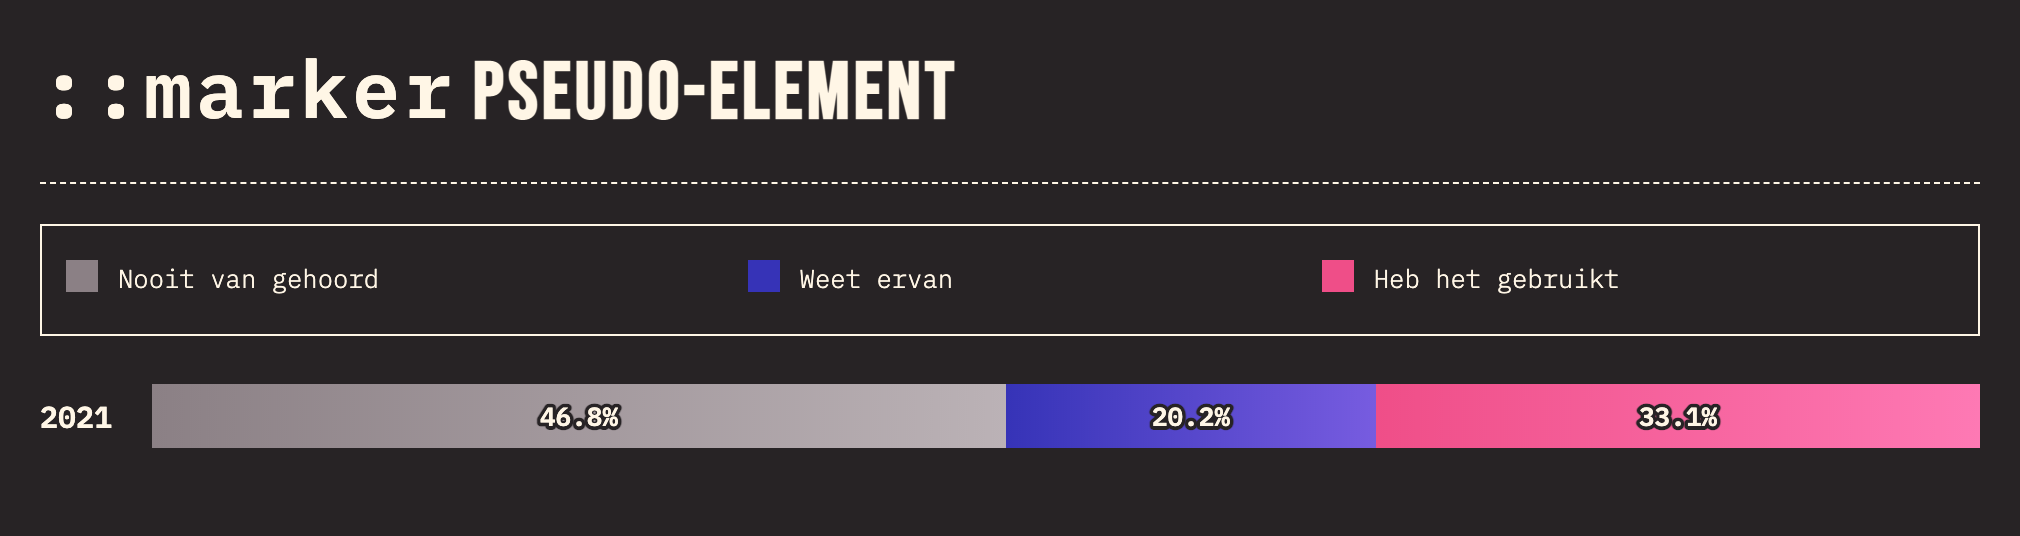 ::marker PSEUDO-ELEMENT
Nooit van gehoord Weet ervan Heb het gebruikt
2021 46.8% 20.2% 33.1%